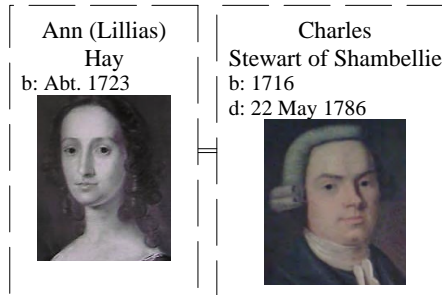 Ann (Lillias)
Hay
b: Abt. 1723
Charles
Stewart of Shambellie
b: 1716
d: 22 May 1786